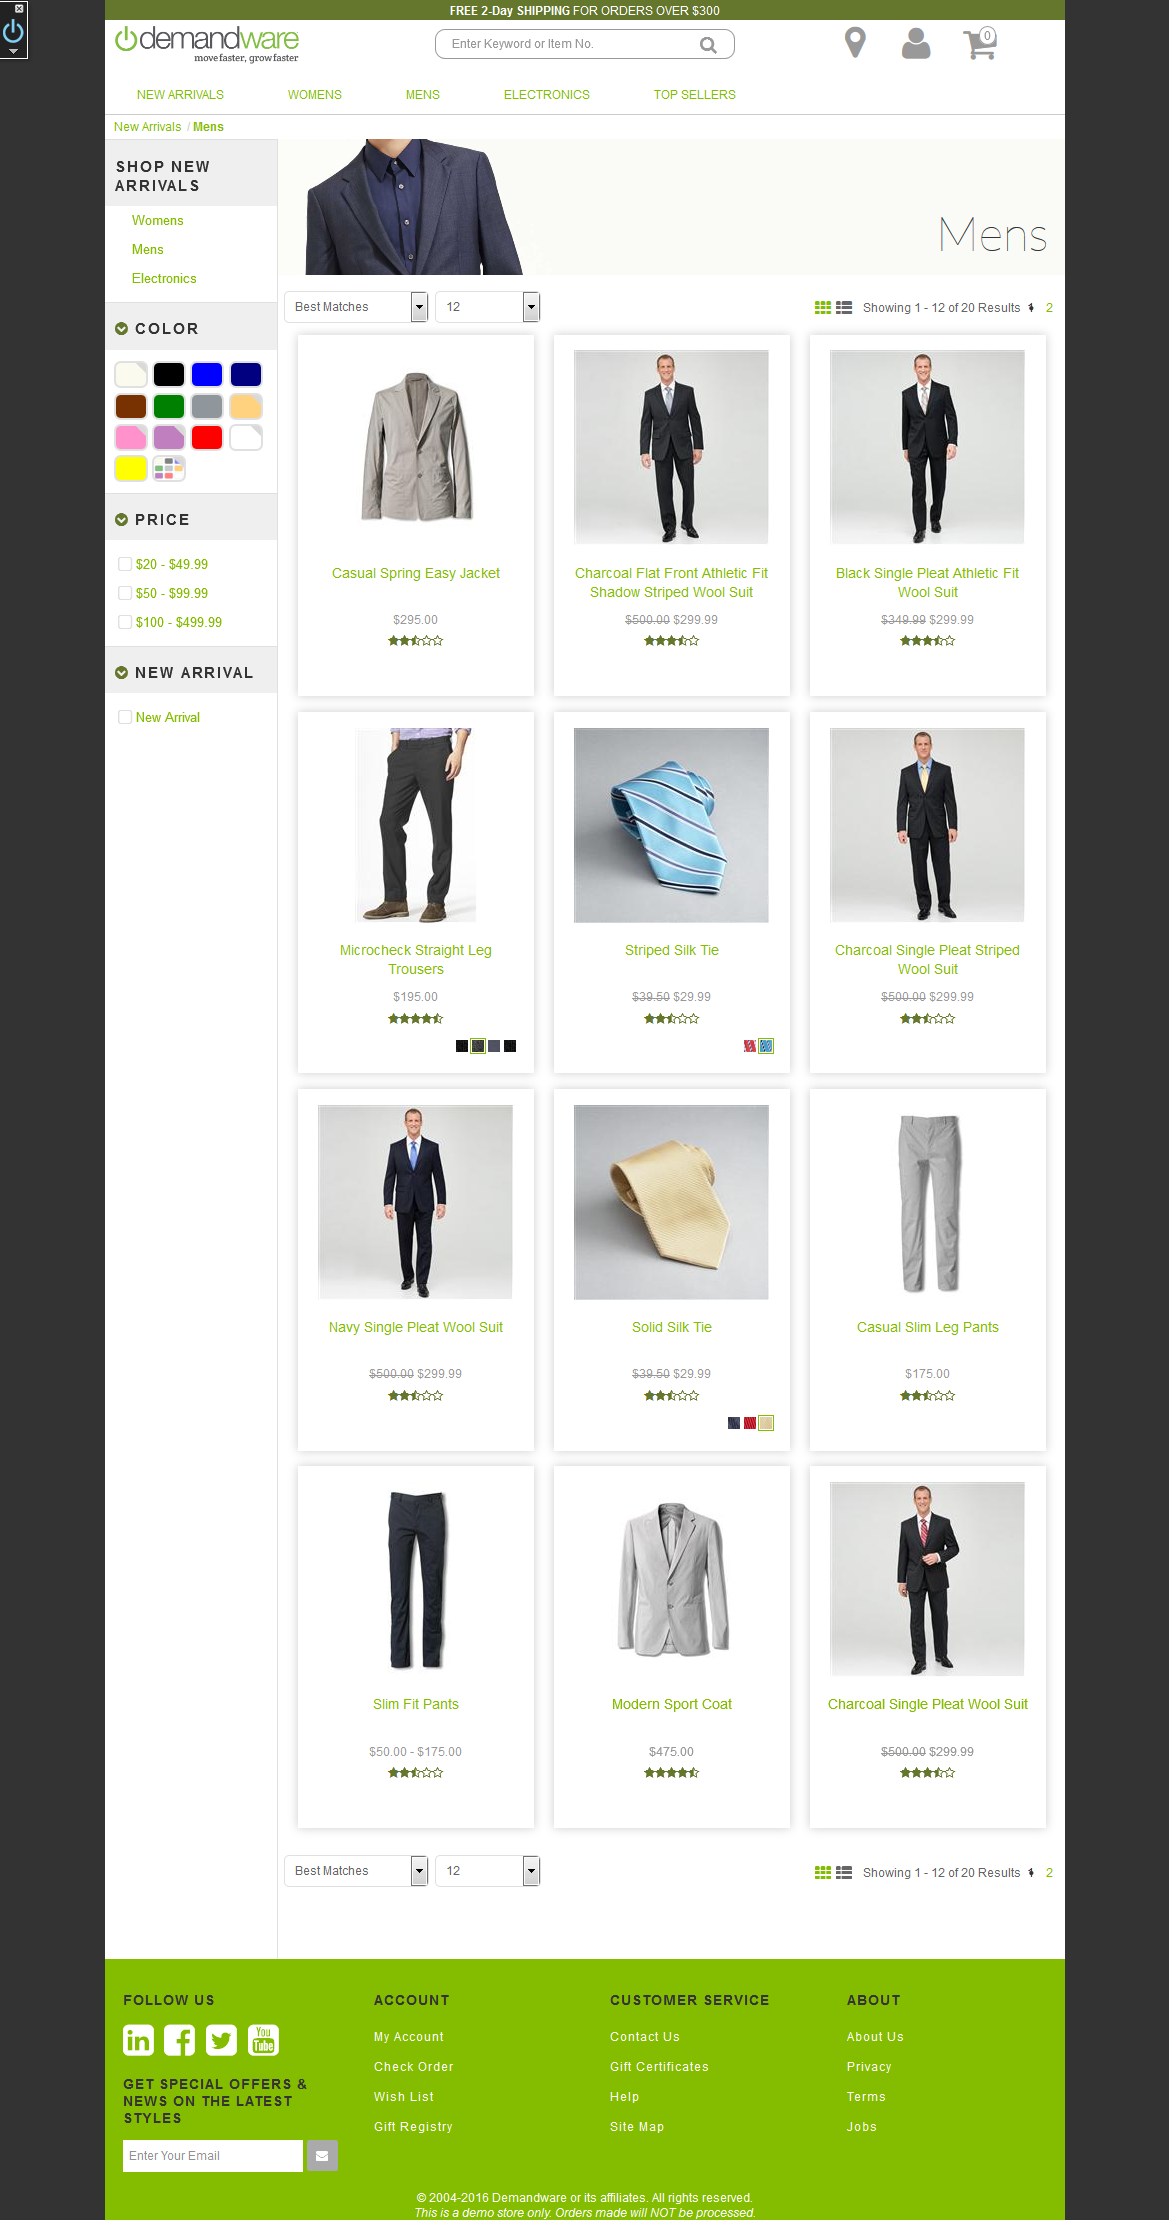 FREE 2-Day SHIPPING FOR ORDERS OVER $300
demandware
move faster, grow faster
Enter Keyword or Item No.
0
NEW ARRIVALS WOMENS MENS ELECTRONICS TOP SELLERS
New Arrivals / Mens
SHOP NEW
ARRIVALS
Womens
Mens
Electronics
COLOR
PRICE
$20 - $49.99
$50 - $99.99
$100 - $499.99
NEW ARRIVAL
New Arrival
Mens
Best Matches 12 Showing 1 - 12 of 20 Results 1 2
Casual Spring Easy Jacket
$295.00
Charcoal Flat Front Athletic Fit
Shadow Striped Wool Suit
$500.00 $299.99
Black Single Pleat Athletic Fit
Wool Suit
$349.99 $299.99
Microcheck Straight Leg
Trousers
$195.00
Striped Silk Tie
$39.50 $29.99
Charcoal Single Pleat Striped
Wool Suit
$500.00 $299.99
Navy Single Pleat Wool Suit
$500.00 $299.99
Solid Silk Tie
$39.50 $29.99
Casual Slim Leg Pants
$175.00
Slim Fit Pants
$50.00 - $175.00
Modern Sport Coat
$475.00
Charcoal Single Pleat Wool Suit
$500.00 $299.99
Best Matches 12 Showing 1 - 12 of 20 Results 1 2
FOLLOW US
in f You Tube
GET SPECIAL OFFERS &
NEWS ON THE LATEST
STYLES
Enter Your Email
ACCOUNT
My Account
Check Order
Wish List
Gift Registry
CUSTOMER SERVICE
Contact Us
Gift Certificates
Help
Site Map
ABOUT
About Us
Privacy
Terms
Jobs
© 2004-2016 Demandware or its affiliates. All rights reserved.
This is a demo store only. Orders made will NOT be processed.